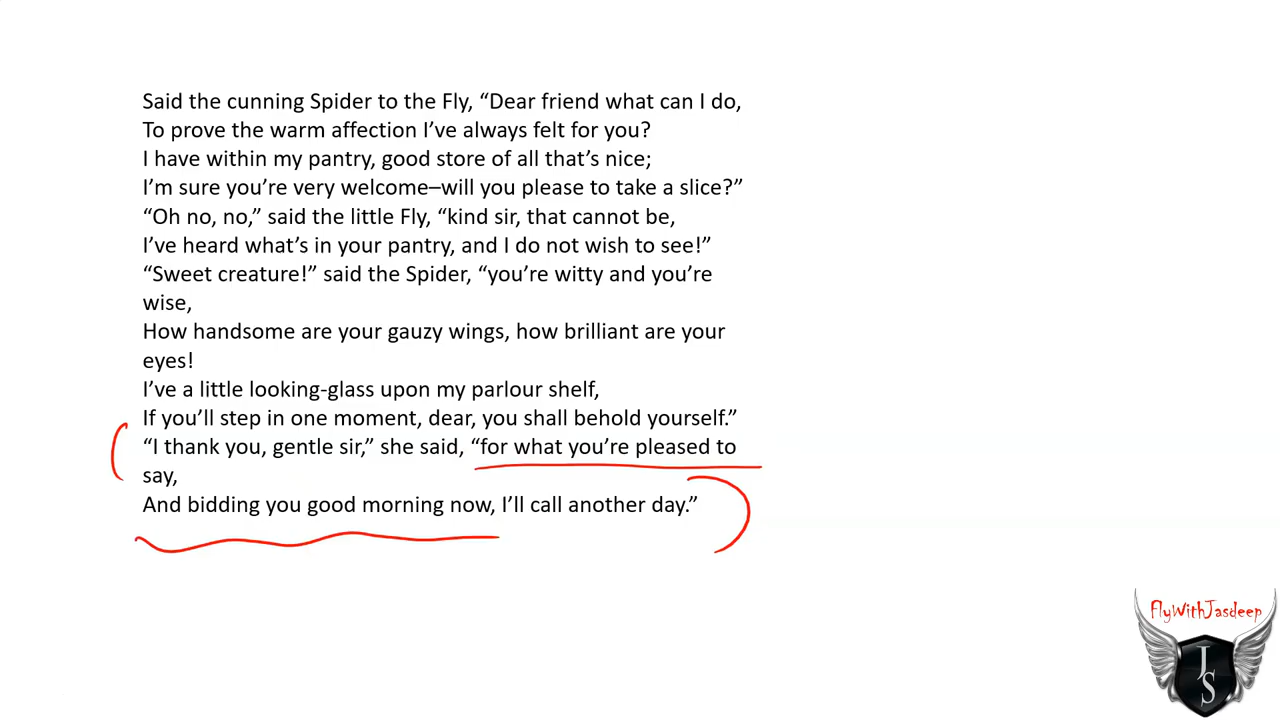 Said the cunning Spider to the Fly, “Dear friend what can I do,
To prove the warm affection I’ve always felt for you?
I have within my pantry, good store of all that’s nice;
I’m sure you’re very welcome–will you please to take a slice?”
“Oh no, no,” said the little Fly, “kind sir, that cannot be,
I’ve heard what’s in your pantry, and I do not wish to see!”
“Sweet creature!” said the Spider, “you’re witty and you’re
wise,
How handsome are your gauzy wings, how brilliant are your
eyes!
I’ve a little looking-glass upon my parlour shelf,
If you’ll step in one moment, dear, you shall behold yourself.”
“I thank you, gentle sir,” she said, “for what you’re pleased to
say,
And bidding you good morning now, I’ll call another day.”
FlyWithJasdeep
JS